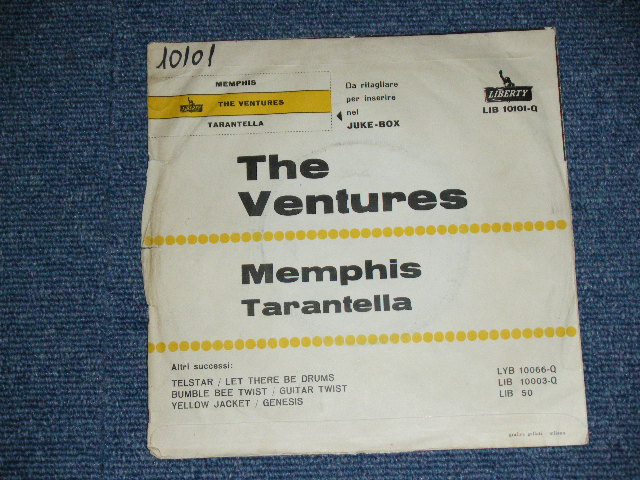 10101
MEMPHIS
LIBERTY THE VENTURES
TARANTELLA
Da ritagliare
per inserire
nel
JUKE-BOX
LIBERTY
LIB 10101-Q
The
Ventures
Memphis
Tarantella
Altri successi:
TELSTAR / LET THERE BE DRUMS LYB 10066-Q
BUMBLE BEE TWIST / GUITAR TWIST LIB 10003-Q
YELLOW JACKET / GENESIS LIB 50